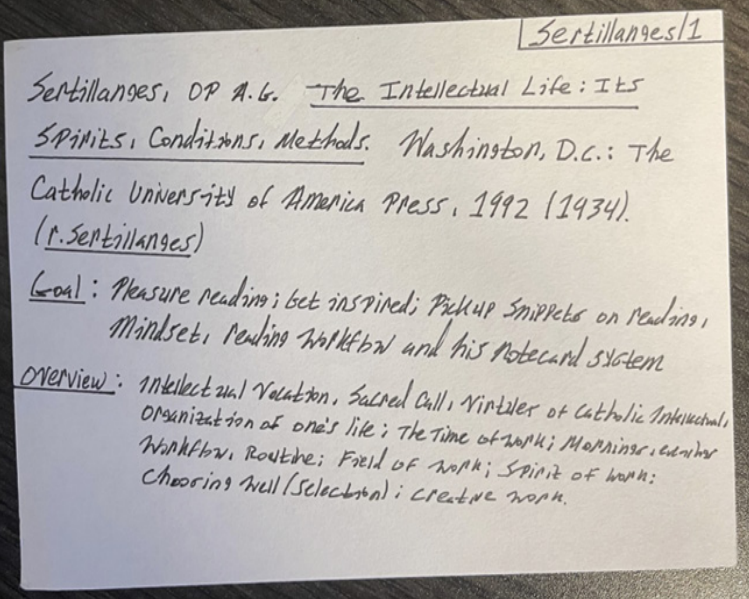 Sertillanges/1
Sertillanges, OP A.G. The Intellectual Life: Its
Spirits, Conditions, Methods. Washington, D.C.: The
Catholic University of America Press, 1992 (1934).
(r.Sertillanges)
Goal: Pleasure reading; Get inspired; Pickup snippets on reading,
Mindset, reading workflow and his notecard system
Overview: Intellectual Vocation, Sacred Call, Virtues of Catholic Intellectual,
Organization of one's life; The Time of work; Mornings, evenings
Workflow, Routine; Field of work; Spirit of work;
Choosing well (Selection); Creative work.